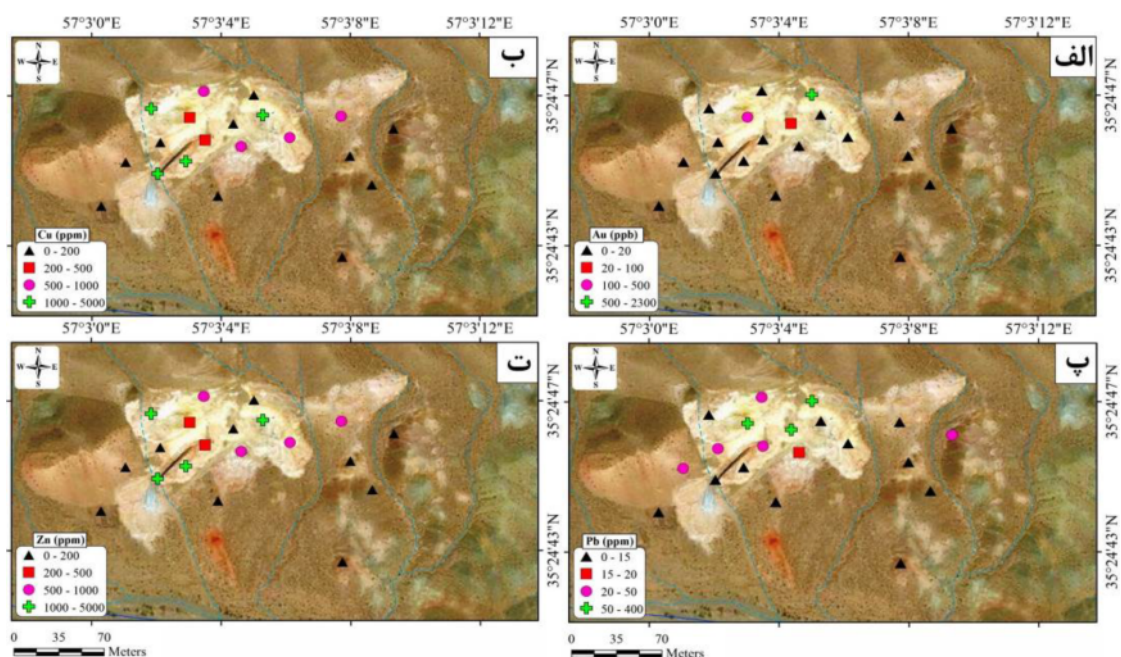 57°3'0"E 57°3'4"E 57°3'8"E 57°3'12"E
57°3'0"E 57°3'4"E 57°3'8"E 57°3'12"E
ب
N
W E
S
35°24'47"N
35°24'43"N
Cu (ppm)
0 - 200
200 - 500
500 - 1000
1000 - 5000
الف
N
W E
S
35°24'47"N
35°24'43"N
Au (ppb)
0 - 20
20 - 100
100 - 500
500 - 2300
57°3'0"E 57°3'4"E 57°3'8"E 57°3'12"E
57°3'0"E 57°3'4"E 57°3'8"E 57°3'12"E
ت
N
W E
S
35°24'47"N
35°24'43"N
Zn (ppm)
0 - 200
200 - 500
500 - 1000
1000 - 5000
0 35 70
Meters
پ
N
W E
S
35°24'47"N
35°24'43"N
Pb (ppm)
0 - 15
15 - 20
20 - 50
50 - 400
0 35 70
Meters